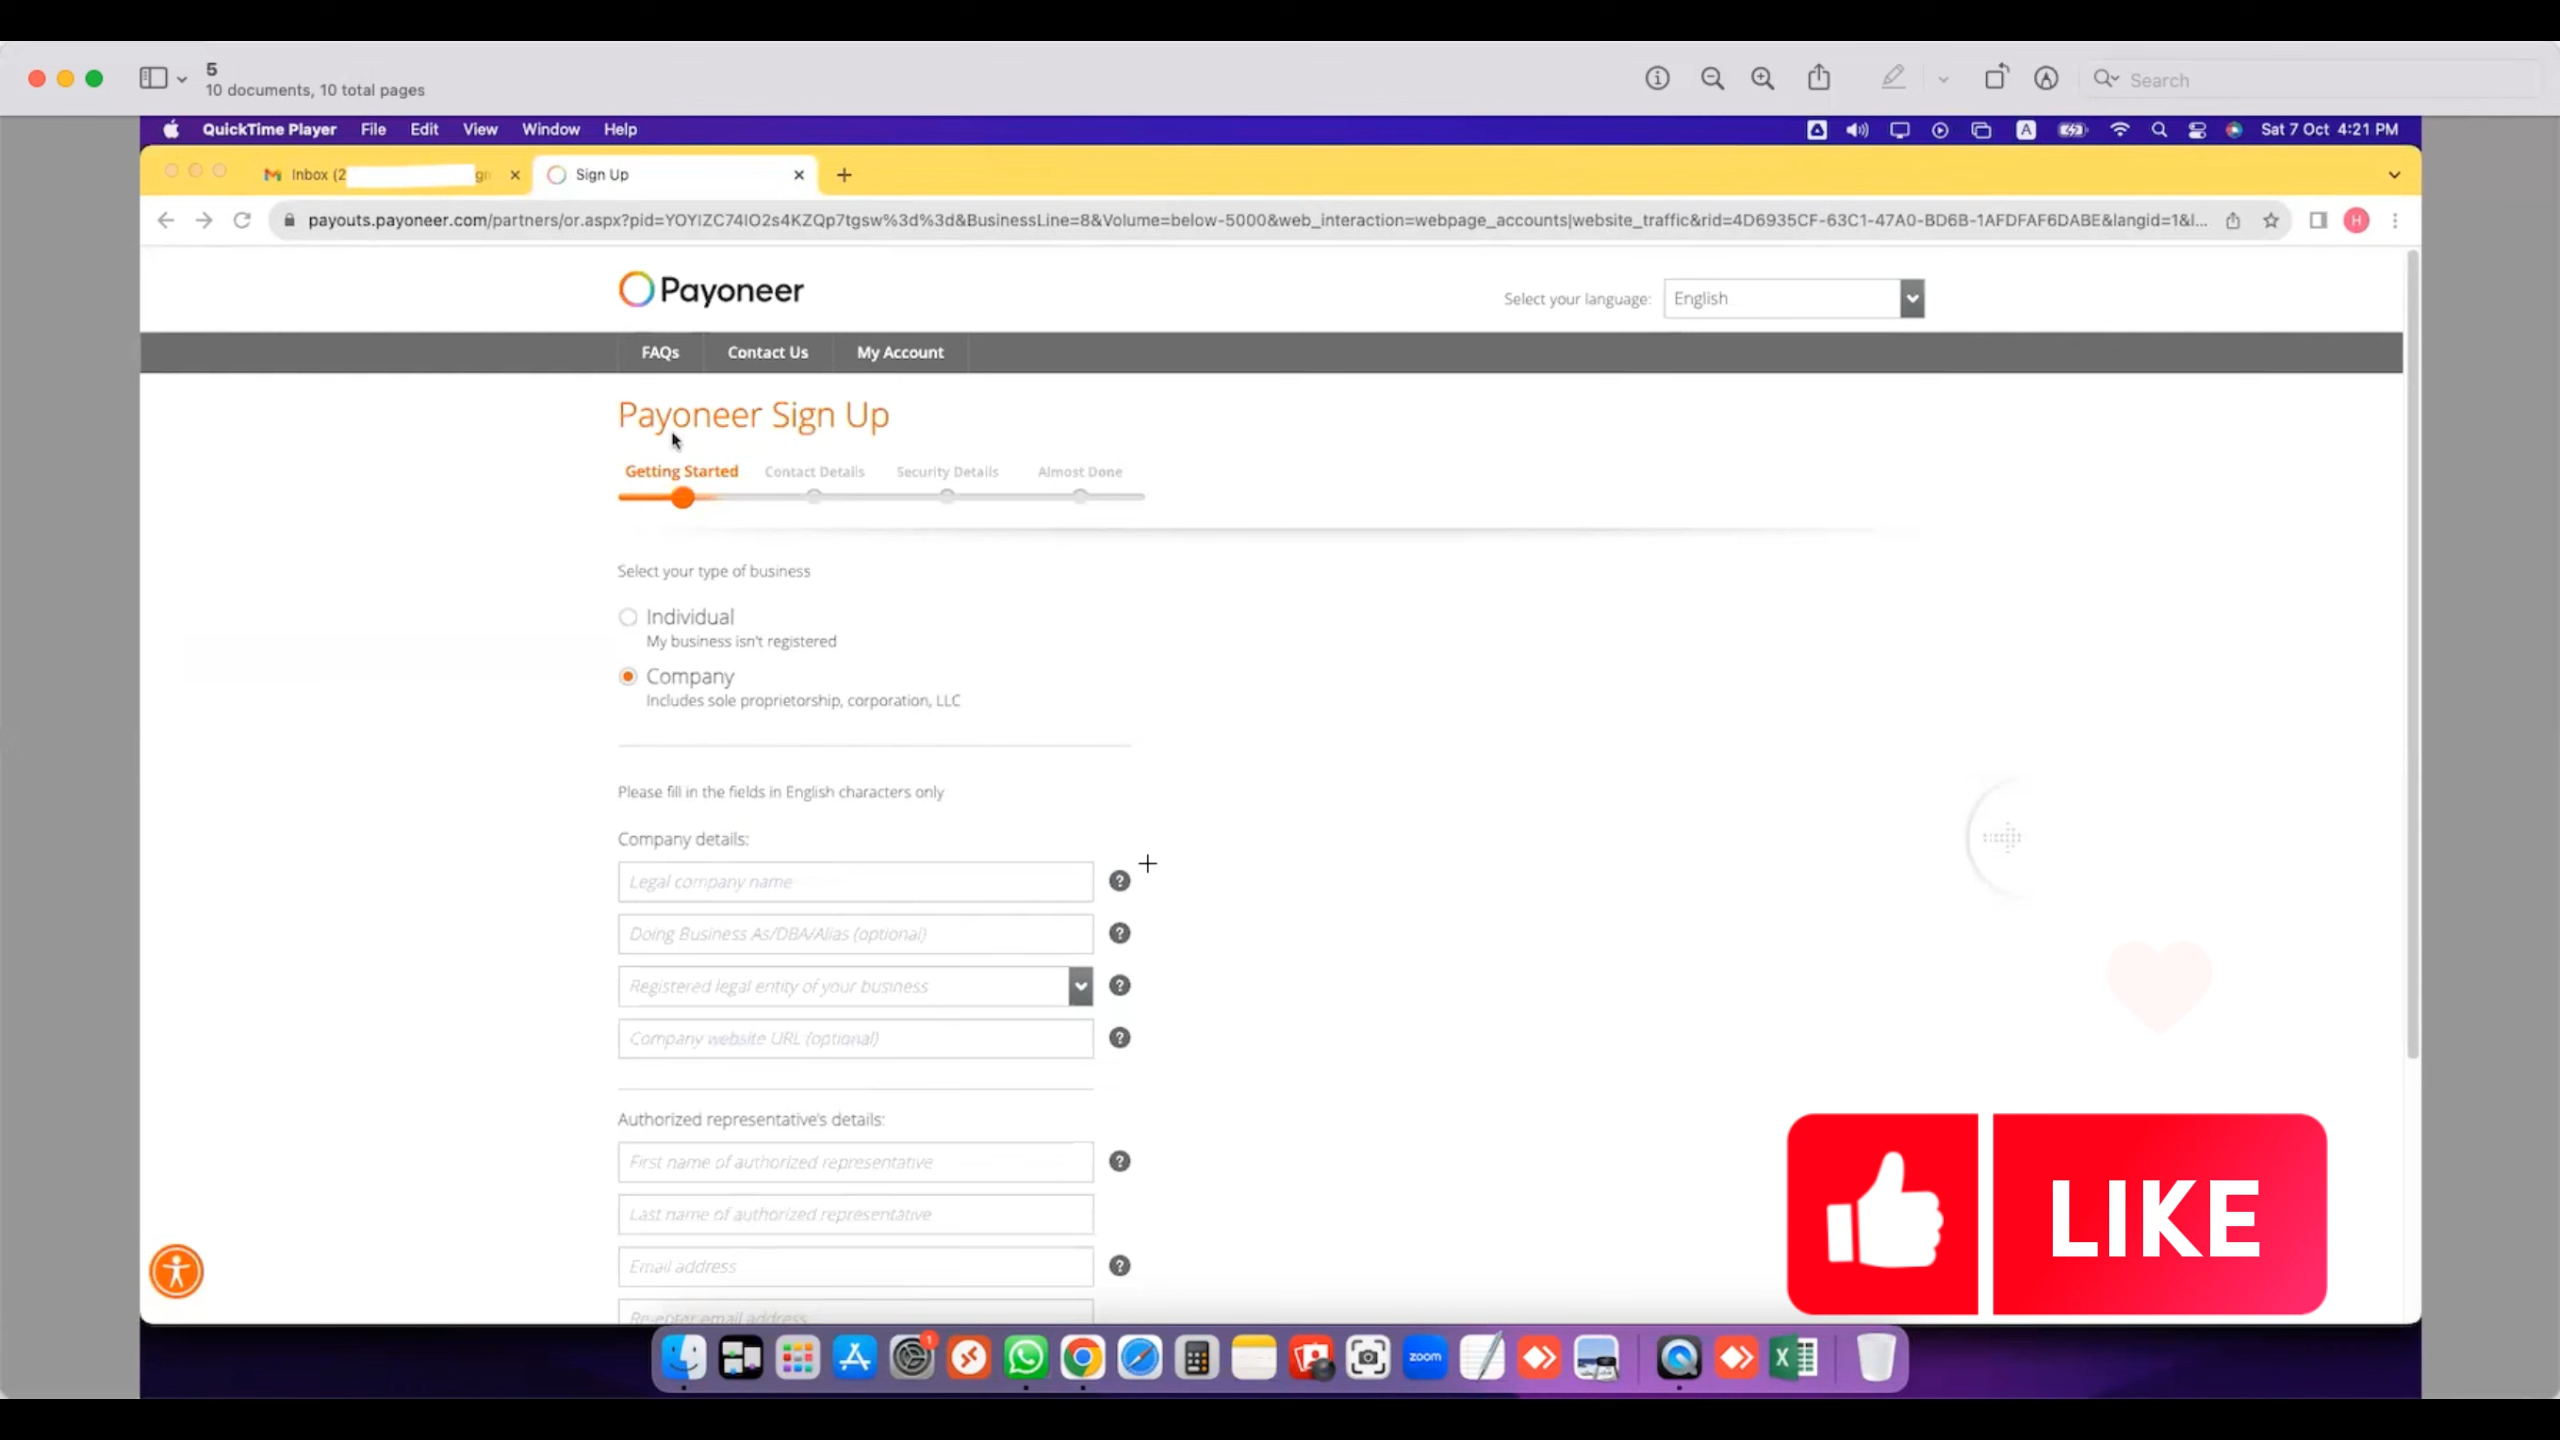 5
10 documents, 10 total pages
Search
QuickTime Player File Edit View Window Help
A
Sat 7 Oct 4:21 PM
Inbox (2
Sign Up
payouts.payoneer.com/partners/or.aspx?pid=YOYIZC74IO2s4KZQp7tgsw%3d%3d&BusinessLine=8&Volume=below-5000&web_interaction=webpage_accounts|website_traffic&rid=4D6935CF-63C1-47A0-BD6B-1AFDFAF6DABE&langid=1&l...
H
Payoneer
Select your language: English
FAQs Contact Us My Account
Payoneer Sign Up
Getting Started Contact Details Security Details Almost Done
Select your type of business
Individual
My business isn't registered
Company
Includes sole proprietorship, corporation, LLC
Please fill in the fields in English characters only
Company details:
Legal company name
?
Doing Business As/DBA/Alias (optional)
?
Registered legal entity of your business
?
Company website URL (optional)
?
Authorized representative's details:
First name of authorized representative
?
Last name of authorized representative
Email address
?
Re-enter email address
LIKE
1
zoom
X